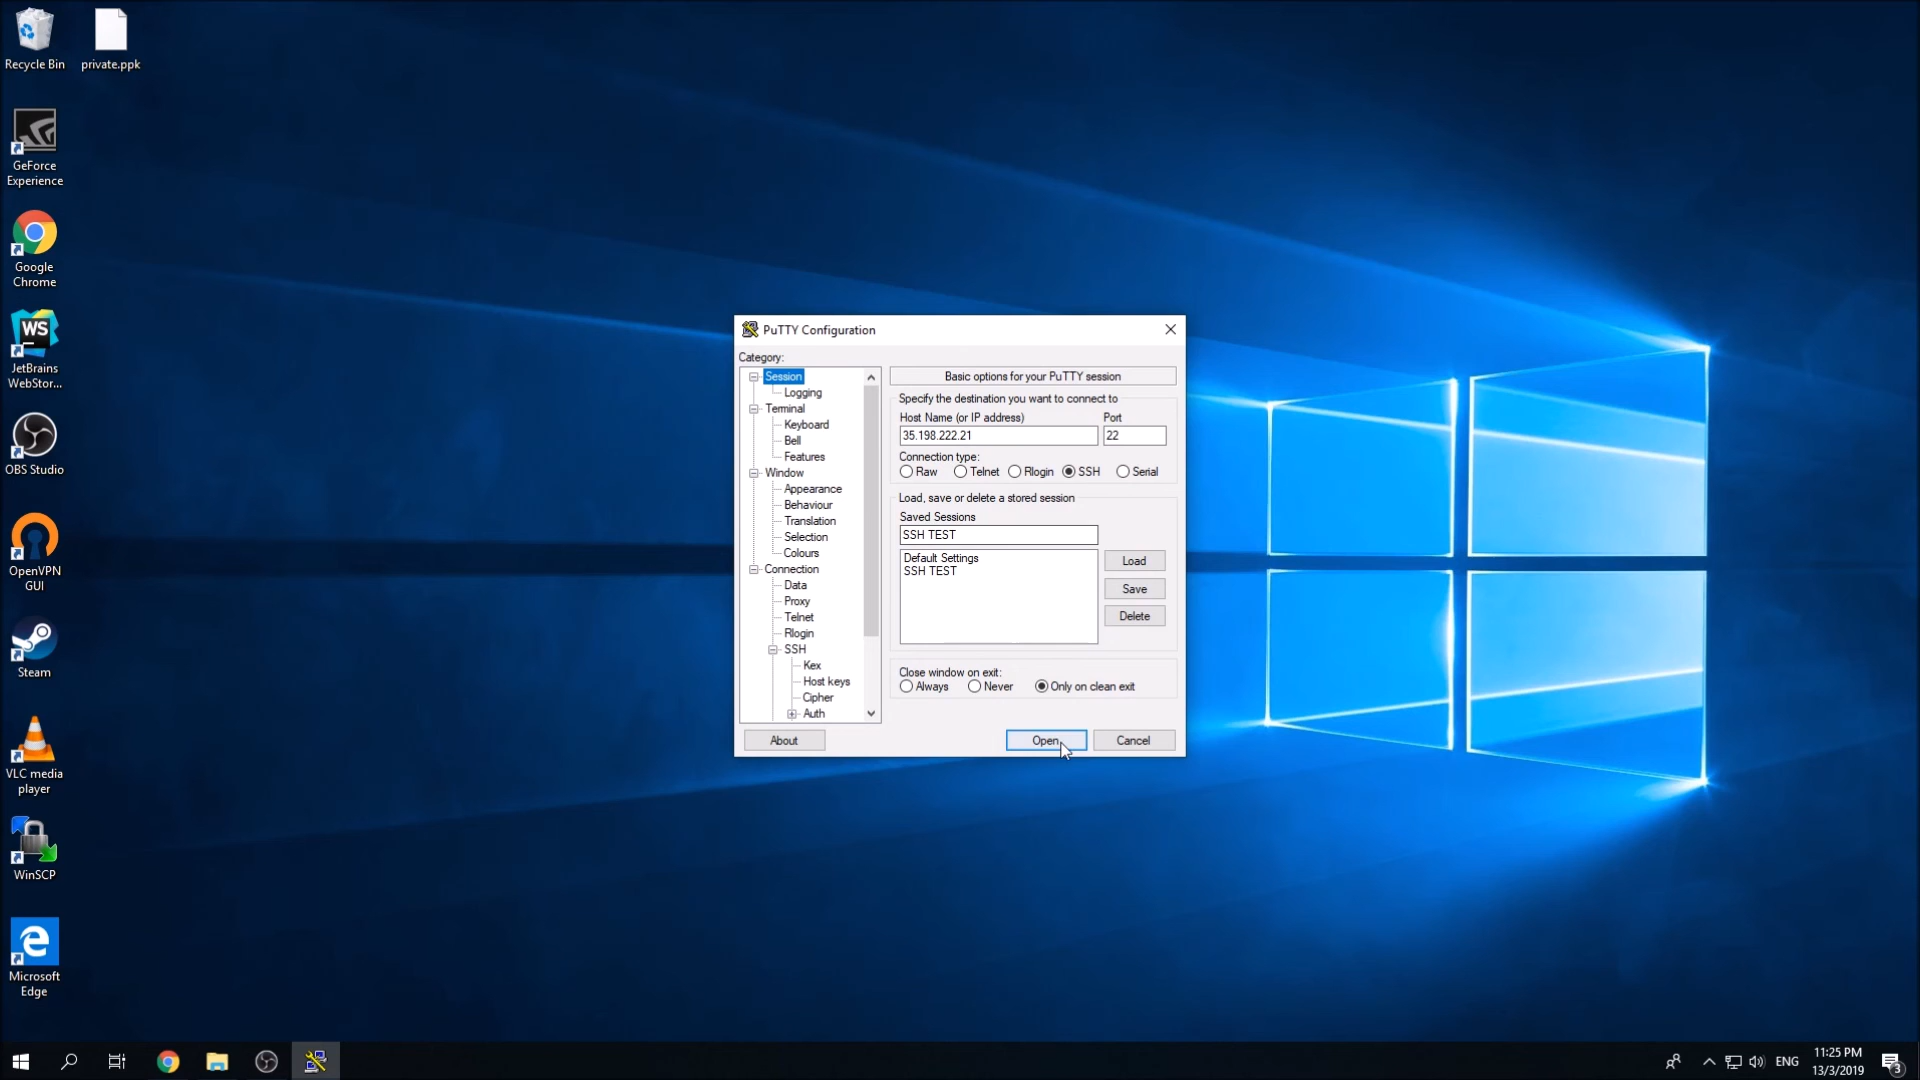 Recycle Bin
private.ppk
GeForce
Experience
Google
Chrome
WS
JetBrains
WebStor...
OBS Studio
OpenVPN
GUI
Steam
VLC media
player
WinSCP
Microsoft
Edge
PuTTY Configuration
Category:
Session
Logging
Terminal
Keyboard
Bell
Features
Window
Appearance
Behaviour
Translation
Selection
Colours
Connection
Data
Proxy
Telnet
Rlogin
SSH
Kex
Host keys
Cipher
Auth
Basic options for your PuTTY session
Specify the destination you want to connect to
Host Name (or IP address) Port
35.198.222.21 22
Connection type:
Raw Telnet Rlogin SSH Serial
Load, save or delete a stored session
Saved Sessions
SSH TEST
Default Settings
SSH TEST
Load
Save
Delete
Close window on exit:
Always Never Only on clean exit
About Open Cancel
ENG
11:25 PM
13/3/2019
3